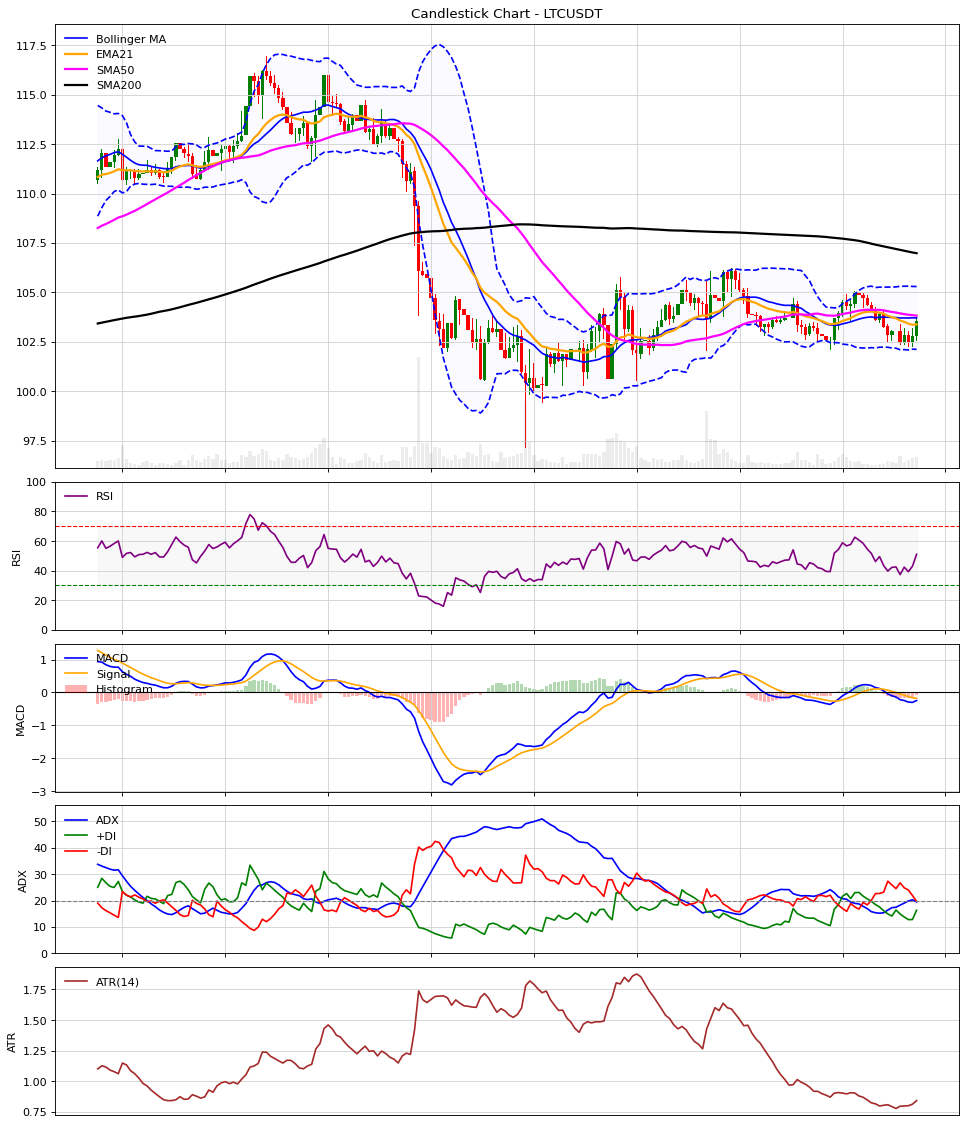 Candlestick Chart - LTCUSDT
Bollinger MA
EMA21
SMA50
SMA200
117.5
115.0
112.5
110.0
107.5
105.0
102.5
100.0
97.5
RSI
RSI
100
80
60
40
20
0
MACD
Signal
Histogram
MACD
1
0
−1
−2
−3
ADX
+DI
-DI
ADX
50
40
30
20
10
0
ATR(14)
ATR
1.75
1.50
1.25
1.00
0.75